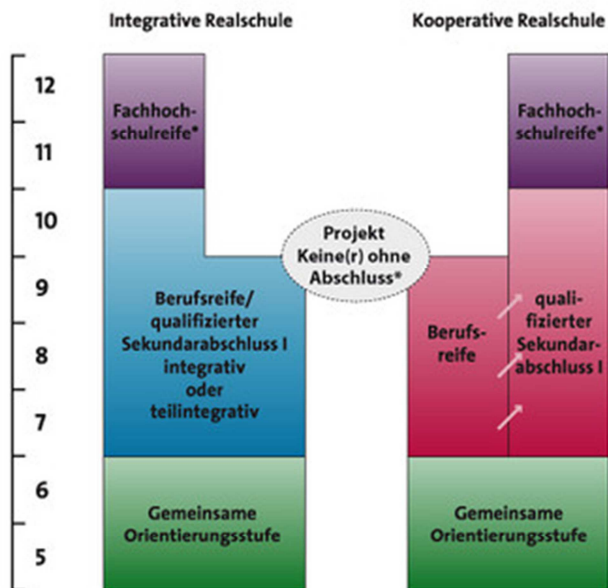 Integrative Realschule
Kooperative Realschule
12
11
10
9
8
7
6
5
Fachhoch-
schulreife*
Berufsreife/
qualifizierter
Sekundarabschluss I
integrativ
oder
teilintegrativ
Gemeinsame
Orientierungsstufe
Projekt
Keine(r) ohne
Abschluss*
Fachhoch-
schulreife*
Berufs-
reife
quali-
fizierter
Sekundar-
abschluss I
Gemeinsame
Orientierungsstufe